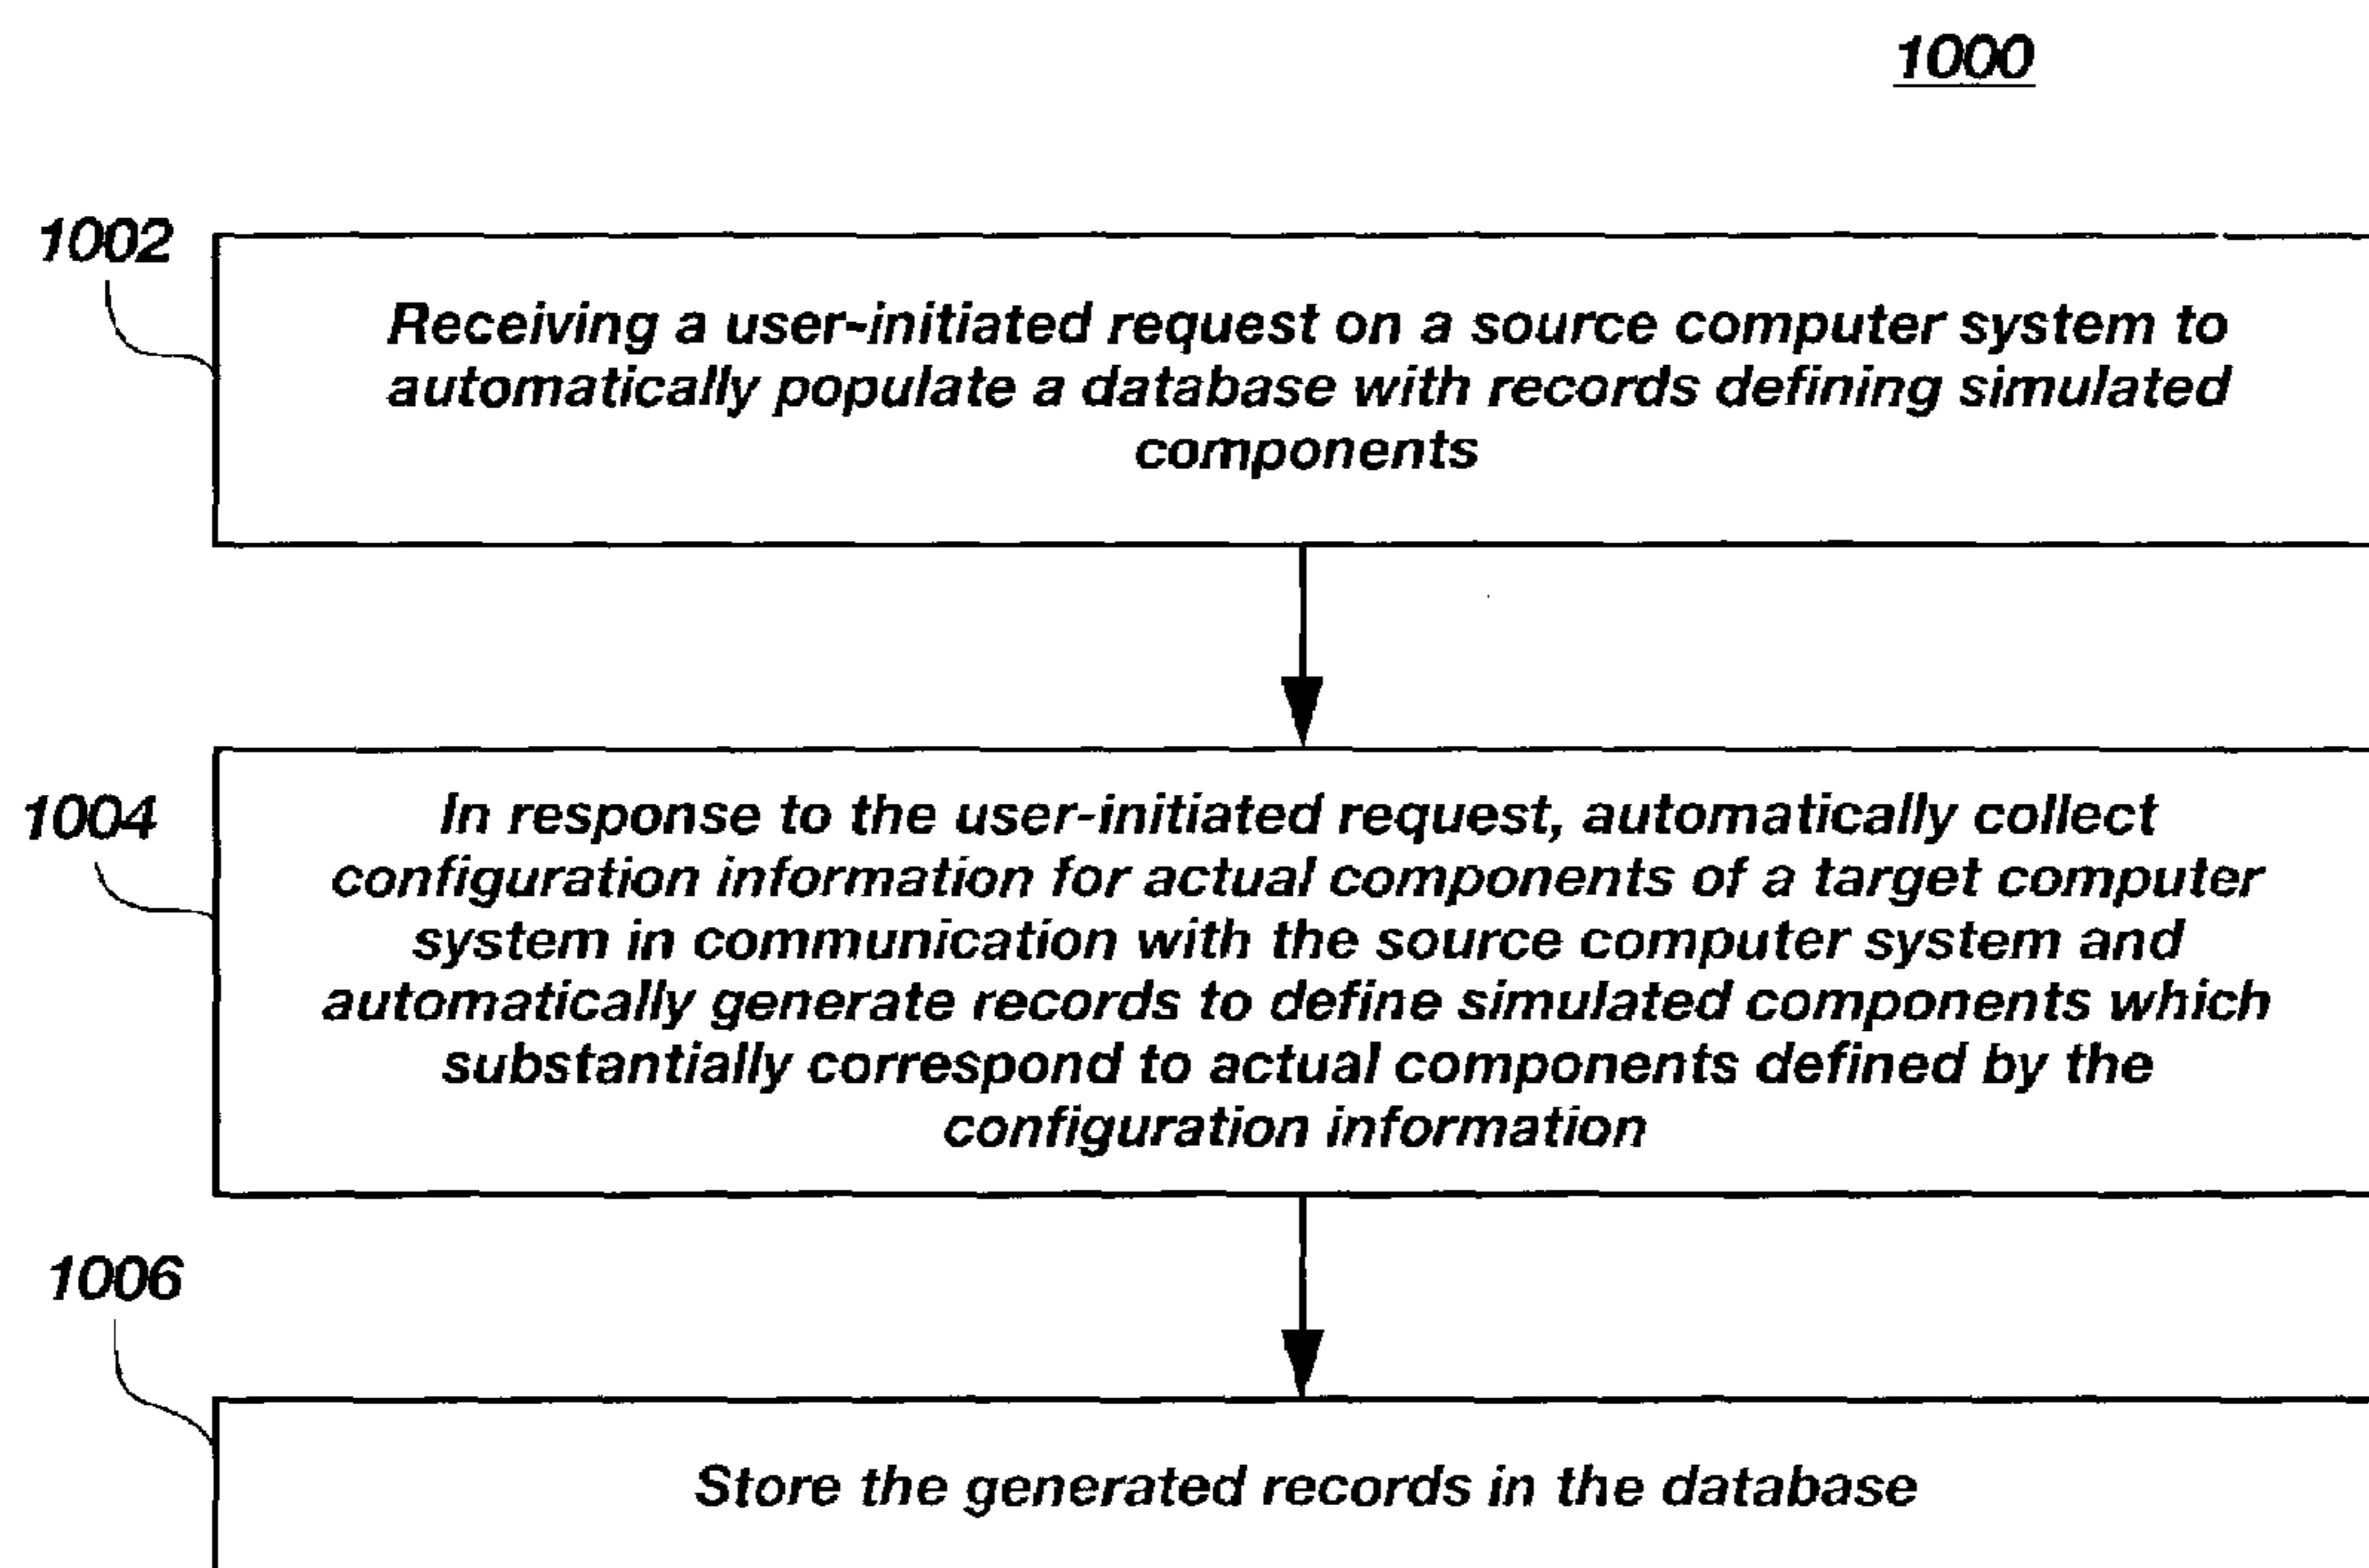 1000
1002
Receiving a user-initiated request on a source computer system to
automatically populate a database with records defining simulated
components
1004
In response to the user-initiated request, automatically collect
configuration information for actual components of a target computer
system in communication with the source computer system and
automatically generate records to define simulated components which
substantially correspond to actual components defined by the
configuration information
1006
Store the generated records in the database